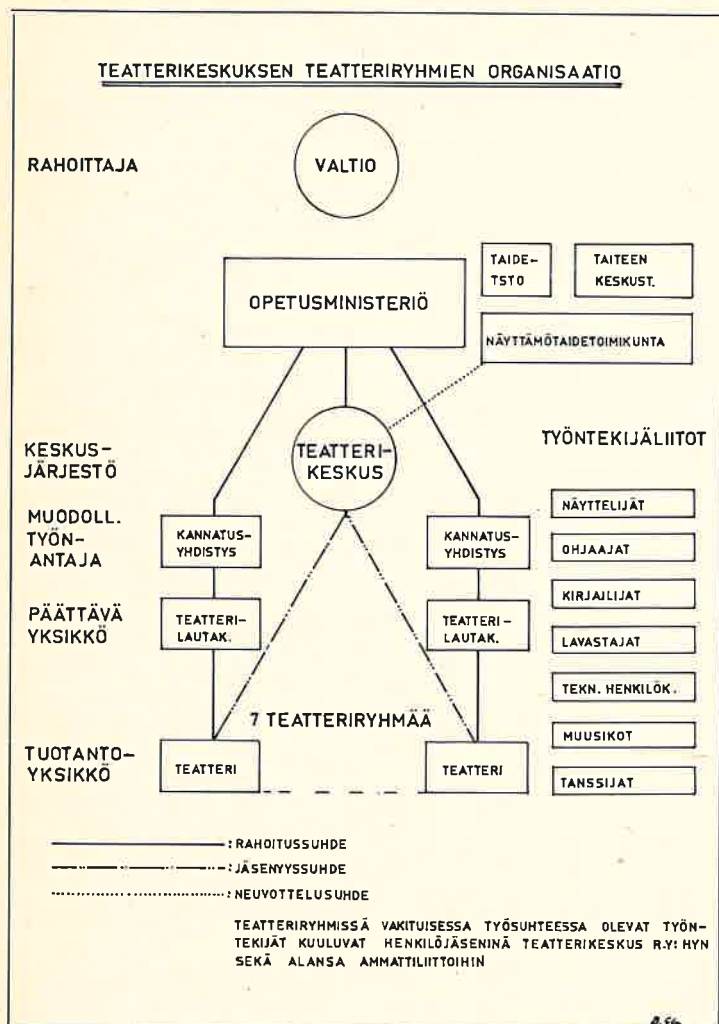 TEATTERIKESKUKSEN TEATTERIRYHMIEN ORGANISAATIO
RAHOITTAJA
VALTIO
OPETUSMINISTERIÖ
TAIDE-
TSTO
TAITEEN
KESKUST.
NÄYTTÄMÖTAIDETOIMIKUNTA
KESKUS-
JÄRJESTÖ
TEATTERI-
KESKUS
TYÖNTEKIJÄLIITOT
MUODOLL.
TYÖN-
ANTAJA
KANNATUS-
YHDISTYS
KANNATUS-
YHDISTYS
NÄYTTELIJÄT
OHJAAJAT
PÄÄTTÄVÄ
YKSIKKÖ
TEATTERI-
LAUTAK.
TEATTERI-
LAUTAK.
KIRJAILIJAT
LAVASTAJAT
TEKN. HENKILÖK.
7 TEATTERIRYHMÄÄ
TUOTANTO-
YKSIKKÖ
TEATTERI
TEATTERI
MUUSIKOT
TANSSIJAT
: RAHOITUSSUHDE
: JÄSENYYSSUHDE
: NEUVOTTELUSUHDE
TEATTERIRYHMISSÄ VAKITUISESSA TYÖSUHTEESSA OLEVAT TYÖN-
TEKIJÄT KUULUVAT HENKILÖJÄSENINÄ TEATTERIKESKUS R.Y:HYN
SEKÄ ALANSA AMMATTILIITTOIHIN